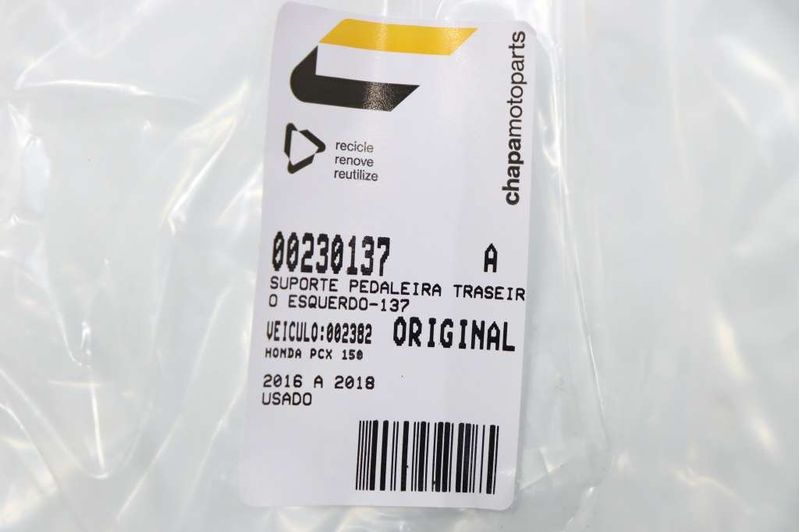 chapamotoparts
recicle
renove
reutilize
00230137 A
SUPORTE PEDALEIRA TRASEIR
O ESQUERDO-137
VEICULO:002382 ORIGINAL
HONDA PCX 150
2016 A 2018
USADO